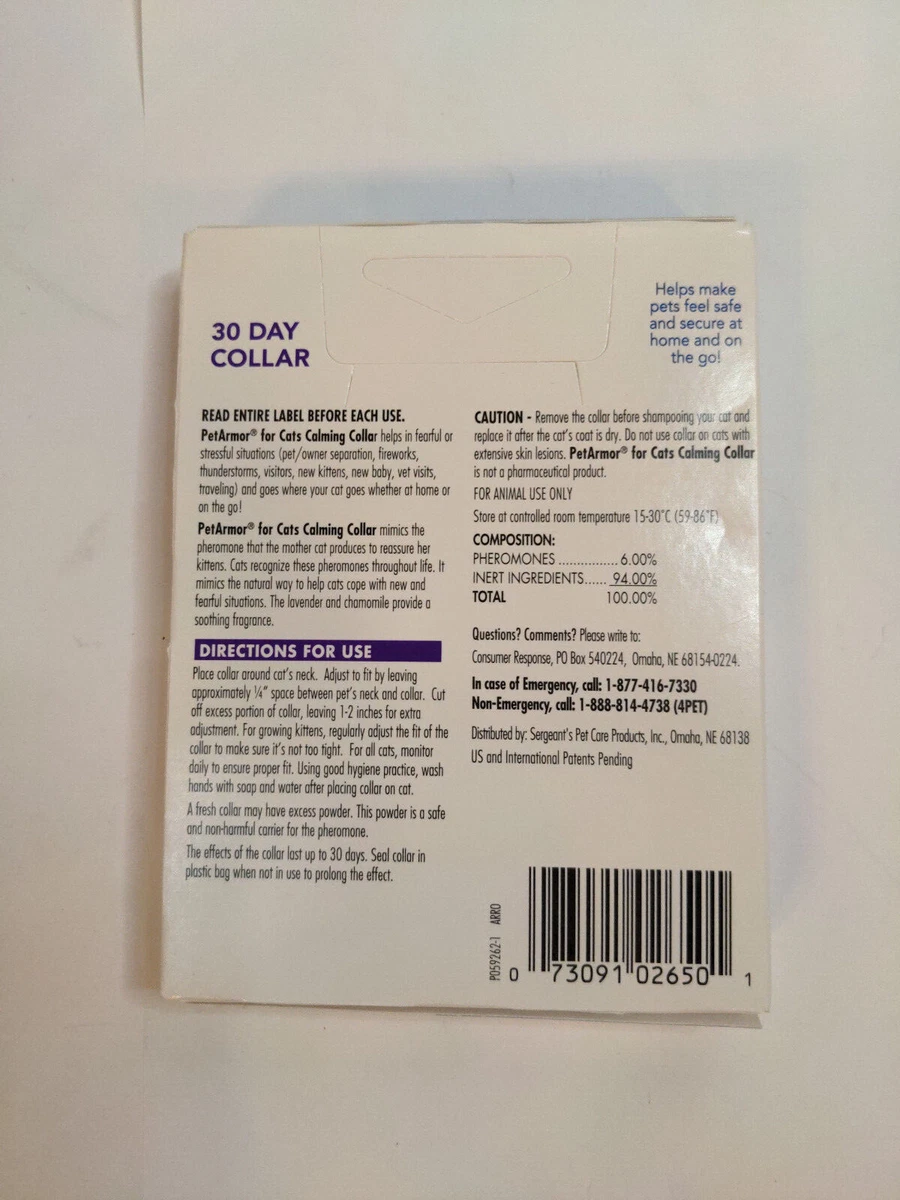 30 DAY
COLLAR
Helps make
pets feel safe
and secure at
home and on
the go!
READ ENTIRE LABEL BEFORE EACH USE.
PetArmor® for Cats Calming Collar helps in fearful or
stressful situations (pet/owner separation, fireworks,
thunderstorms, visitors, new kittens, new baby, vet visits,
traveling) and goes where your cat goes whether at home or
on the go!
PetArmor® for Cats Calming Collar mimics the
pheromone that the mother cat produces to reassure her
kittens. Cats recognize these pheromones throughout life. It
mimics the natural way to help cats cope with new and
fearful situations. The lavender and chamomile provide a
soothing fragrance.
DIRECTIONS FOR USE
Place collar around cat's neck. Adjust to fit by leaving
approximately ¼" space between pet's neck and collar. Cut
off excess portion of collar, leaving 1-2 inches for extra
adjustment. For growing kittens, regularly adjust the fit of the
collar to make sure it's not too tight. For all cats, monitor
daily to ensure proper fit. Using good hygiene practice, wash
hands with soap and water after placing collar on cat.
A fresh collar may have excess powder. This powder is a safe
and non-harmful carrier for the pheromone.
The effects of the collar last up to 30 days. Seal collar in
plastic bag when not in use to prolong the effect.
CAUTION - Remove the collar before shampooing your cat and
replace it after the cat's coat is dry. Do not use collar on cats with
extensive skin lesions. PetArmor® for Cats Calming Collar
is not a pharmaceutical product.
FOR ANIMAL USE ONLY
Store at controlled room temperature 15-30°C (59-86°F)
COMPOSITION:
PHEROMONES ................ 6.00%
INERT INGREDIENTS...... 94.00%
TOTAL 100.00%
Questions? Comments? Please write to:
Consumer Response, PO Box 540224, Omaha, NE 68154-0224.
In case of Emergency, call: 1-877-416-7330
Non-Emergency, call: 1-888-814-4738 (4PET)
Distributed by: Sergeant's Pet Care Products, Inc., Omaha, NE 68138
US and International Patents Pending
P059262-1 ARRO
0 73091 02650 1